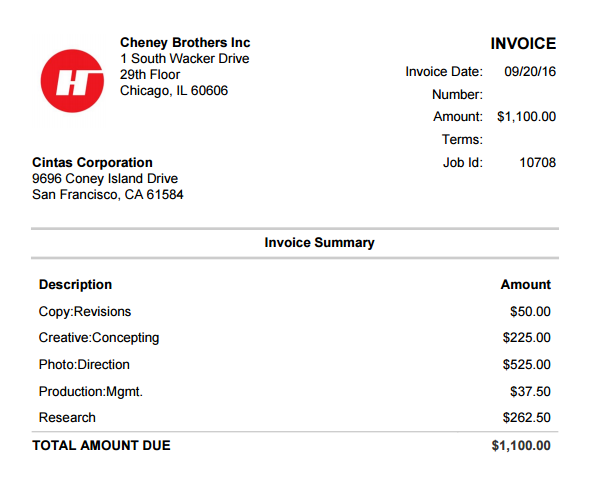 Cheney Brothers Inc
1 South Wacker Drive
29th Floor
Chicago, IL 60606
INVOICE
Invoice Date: 09/20/16
Number:
Amount: $1,100.00
Terms:
Job Id: 10708
Cintas Corporation
9696 Coney Island Drive
San Francisco, CA 61584
Invoice Summary
Description Amount
Copy:Revisions $50.00
Creative:Concepting $225.00
Photo:Direction $525.00
Production:Mgmt. $37.50
Research $262.50
TOTAL AMOUNT DUE $1,100.00